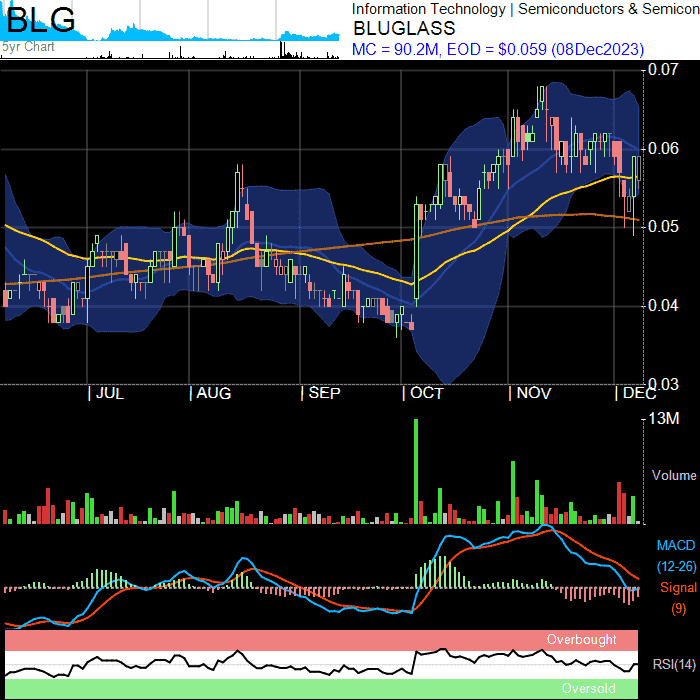 BLG
5yr Chart
Information Technology | Semiconductors & Semicon
BLUGLASS
MC = 90.2M, EOD = $0.059 (08Dec2023)
0.07
0.06
0.05
0.04
0.03
| JUL | AUG | SEP | OCT | NOV | DEC
13M
Volume
MACD
(12-26)
Signal
(9)
Overbought
RSI(14)
Oversold